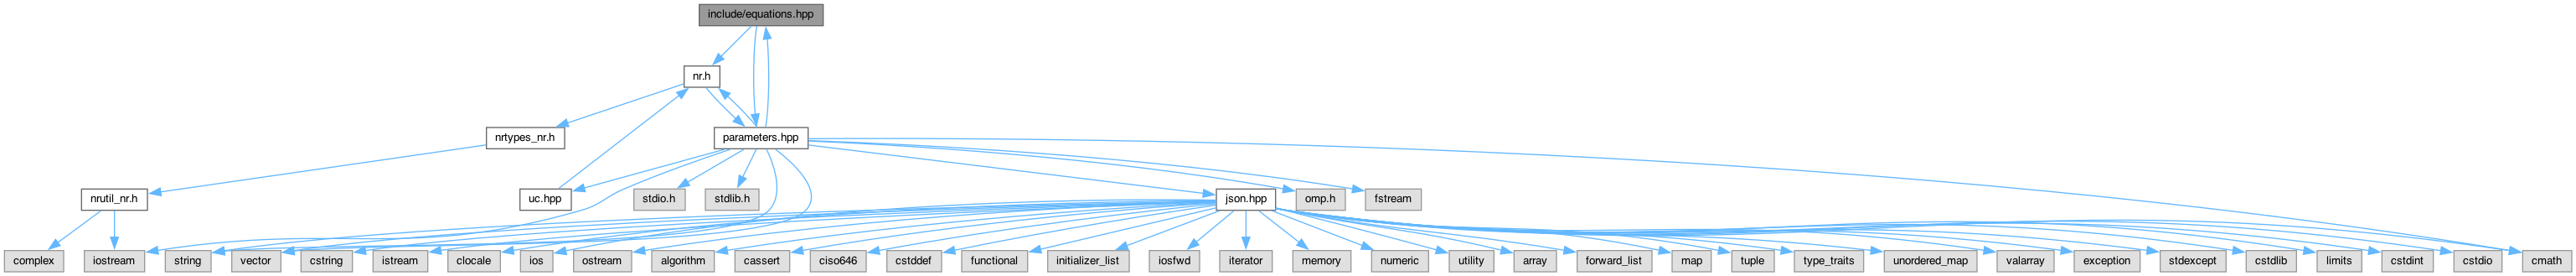 include/equations.hpp
nr.h
nrtypes_nr.h
parameters.hpp
nrutil_nr.h
uc.hpp
stdio.h
stdlib.h
json.hpp
omp.h
fstream
complex
iostream
string
vector
cstring
istream
clocale
ios
ostream
algorithm
cassert
ciso646
cstddef
functional
initializer_list
iosfwd
iterator
memory
numeric
utility
array
forward_list
map
tuple
type_traits
unordered_map
valarray
exception
stdexcept
cstdlib
limits
cstdint
cstdio
cmath